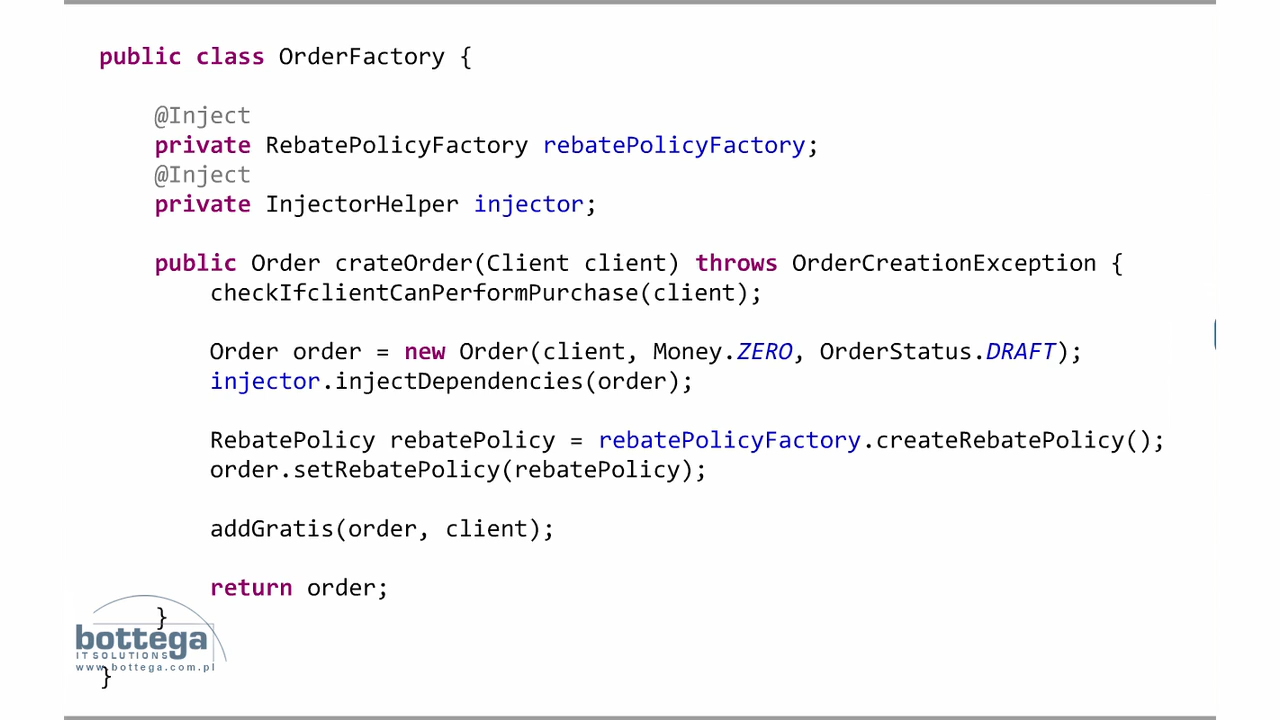 public class OrderFactory {
@Inject
private RebatePolicyFactory rebatePolicyFactory;
@Inject
private InjectorHelper injector;
public Order crateOrder(Client client) throws OrderCreationException {
checkIfclientCanPerformPurchase(client);
Order order = new Order(client, Money.ZERO, OrderStatus.DRAFT);
injector.injectDependencies(order);
RebatePolicy rebatePolicy = rebatePolicyFactory.createRebatePolicy();
order.setRebatePolicy(rebatePolicy);
addGratis(order, client);
return order;
}
bottega
IT SOLUTIONS
www.bottega.com.pl
}